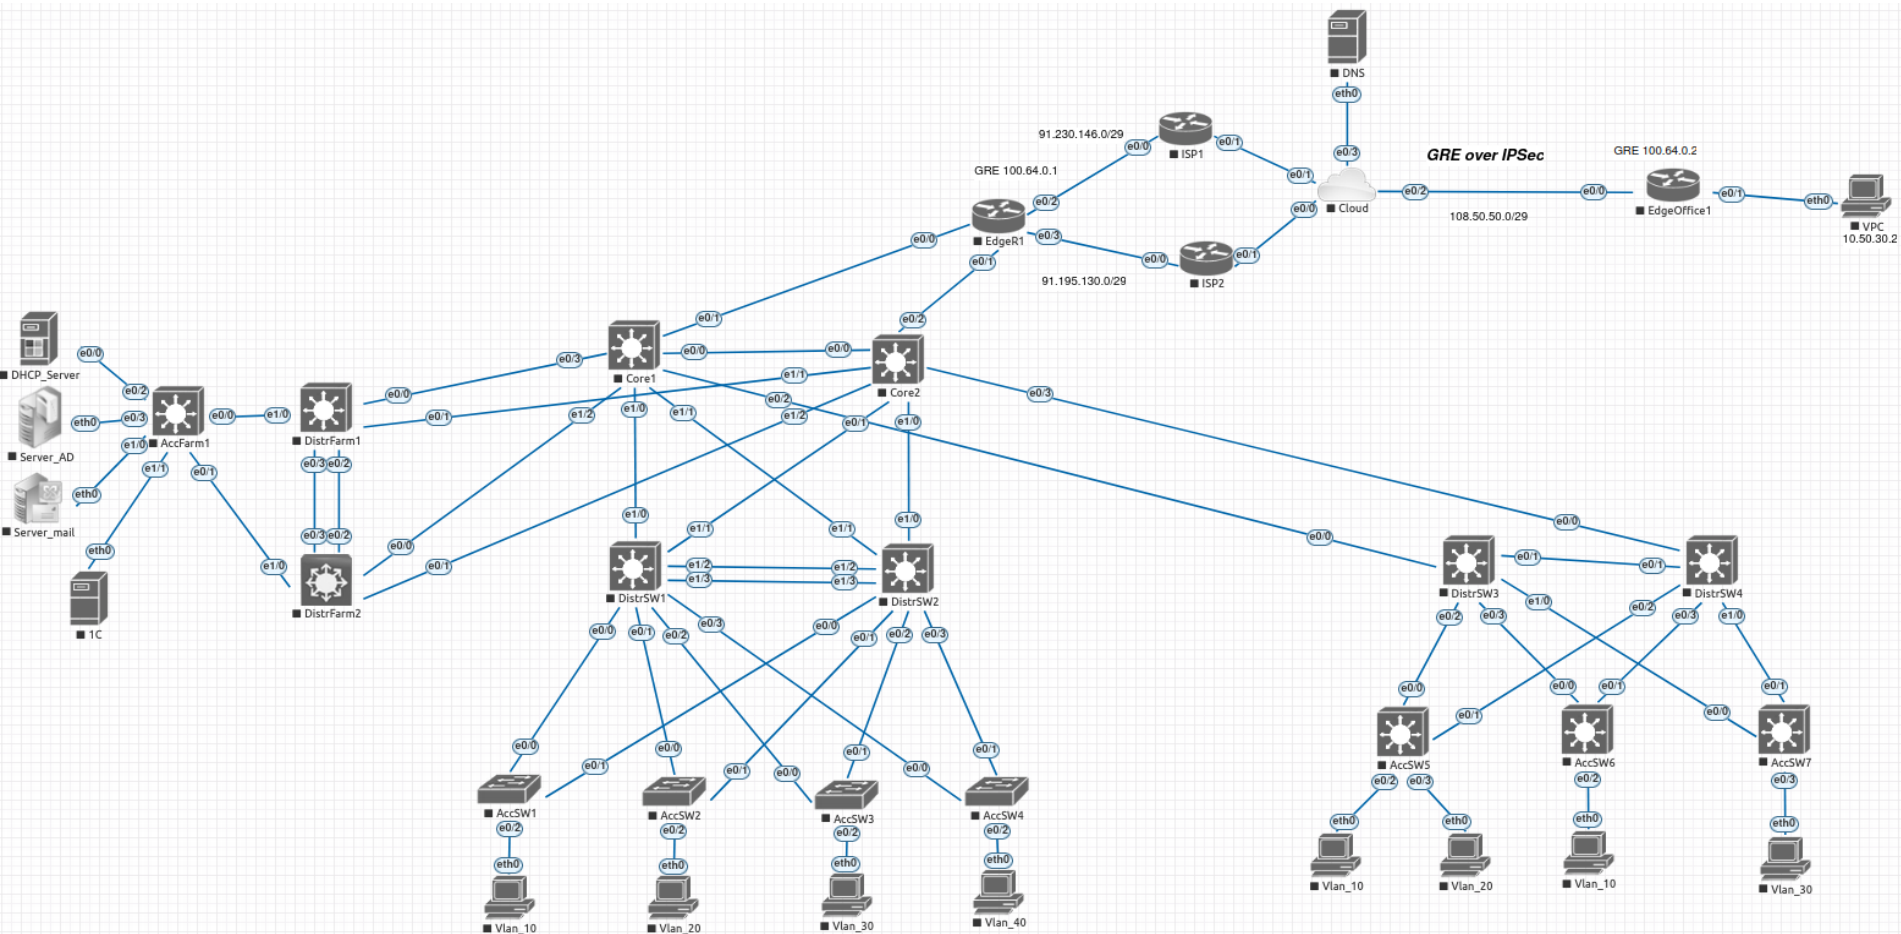 DNS
eth0
e0/3
91.230.146.0/29
e0/0
ISP1
e0/1
e0/1
GRE over IPSec
GRE 100.64.0.2
GRE 100.64.0.1
e0/2
EdgeR1
e0/3
e0/0
e0/1
Cloud
e0/0
e0/2
108.50.50.0/29
e0/0
EdgeOffice1
e0/1
eth0
VPC
10.50.30.2
e0/0
e0/1
e0/0
e0/1
ISP2
91.195.130.0/29
e0/1
e0/2
Core1
e0/0
e0/0
Core2
e0/3
e1/1
e0/2
e1/2
e0/1
e1/0
e0/3
e1/2
e1/0
e1/1
DHCP_Server
e0/0
e0/2
Server_AD
eth0
e0/3
AccFarm1
e0/0
e1/0
DistrFarm1
e0/0
e0/1
Server_mail
eth0
e1/0
e1/1
e0/1
e0/3
e0/2
e0/3
e0/2
eth0
1C
e1/0
DistrFarm2
e0/0
e0/1
e1/0
e1/1
e1/1
e1/0
DistrSW1
e1/2
e1/2
e1/3
e1/3
DistrSW2
e0/0
e0/1
e0/2
e0/3
e0/0
e0/1
e0/2
e0/3
e0/0
e0/0
DistrSW3
e0/1
e0/1
DistrSW4
e0/2
e0/3
e1/0
e0/2
e0/3
e1/0
e0/0
e0/1
e0/0
e0/1
e0/0
e0/1
e0/0
e0/1
e0/0
e0/1
e0/0
e0/1
e0/0
e0/1
AccSW1
AccSW2
AccSW3
AccSW4
AccSW5
AccSW6
AccSW7
e0/2
e0/2
e0/2
e0/2
e0/2
e0/3
e0/2
e0/3
eth0
eth0
eth0
eth0
eth0
eth0
eth0
eth0
Vlan_10
Vlan_20
Vlan_30
Vlan_40
Vlan_10
Vlan_20
Vlan_10
Vlan_30